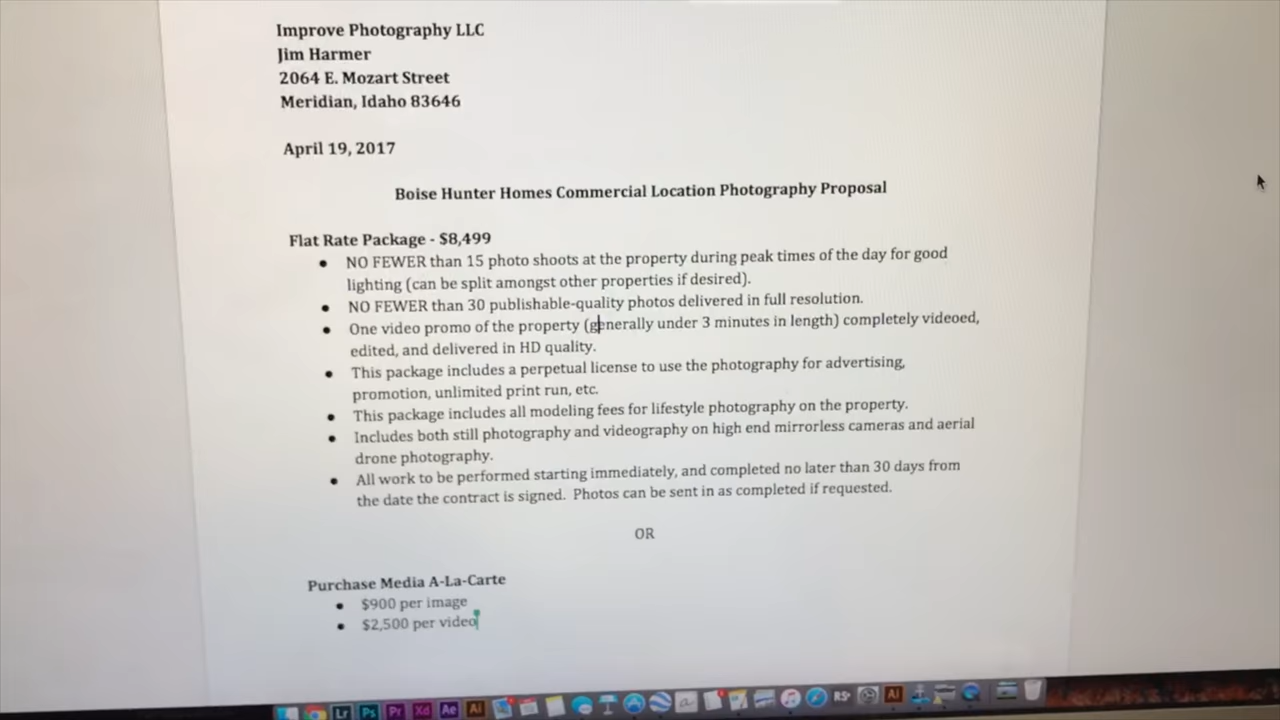 Improve Photography LLC
Jim Harmer
2064 E. Mozart Street
Meridian, Idaho 83646
April 19, 2017
Boise Hunter Homes Commercial Location Photography Proposal
Flat Rate Package - $8,499
● NO FEWER than 15 photo shoots at the property during peak times of the day for good
lighting (can be split amongst other properties if desired).
● NO FEWER than 30 publishable-quality photos delivered in full resolution.
● One video promo of the property (generally under 3 minutes in length) completely videoed,
edited, and delivered in HD quality.
● This package includes a perpetual license to use the photography for advertising,
promotion, unlimited print run, etc.
● This package includes all modeling fees for lifestyle photography on the property.
● Includes both still photography and videography on high end mirrorless cameras and aerial
drone photography.
● All work to be performed starting immediately, and completed no later than 30 days from
the date the contract is signed. Photos can be sent in as completed if requested.
OR
Purchase Media A-La-Carte
● $900 per image
● $2,500 per video
Lr Ps Pr Xd Ae Ai a RS Ai